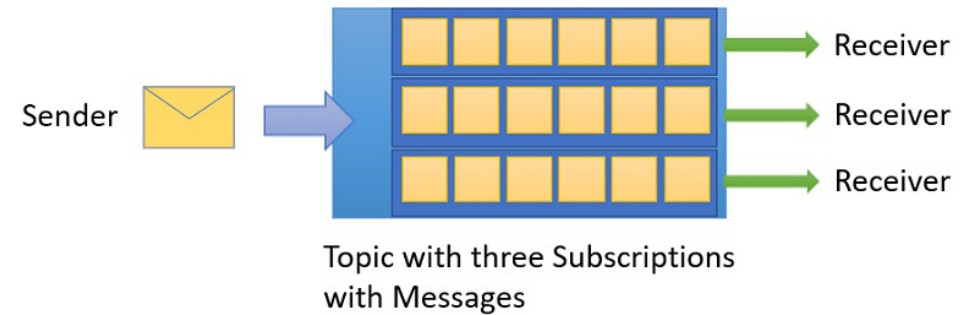 Sender
Receiver
Receiver
Receiver
Topic with three Subscriptions
with Messages